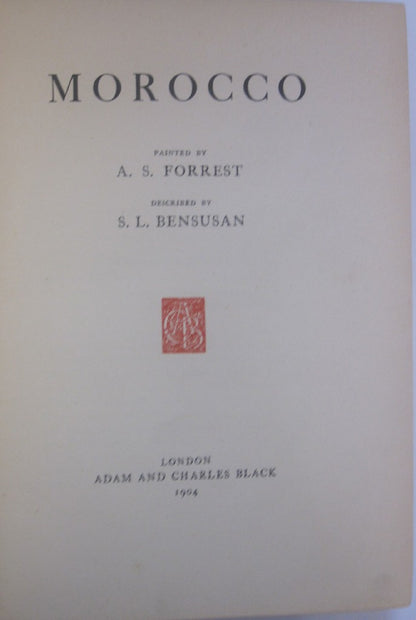 MOROCCO
PAINTED BY
A. S. FORREST
DESCRIBED BY
S. L. BENSUSAN
LONDON
ADAM AND CHARLES BLACK
1904